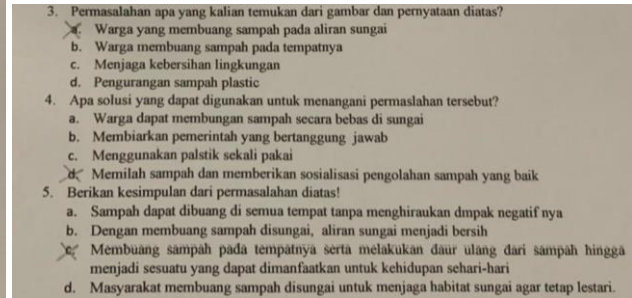 3. Permasalahan apa yang kalian temukan dari gambar dan pernyataan diatas?
a. Warga yang membuang sampah pada aliran sungai
b. Warga membuang sampah pada tempatnya
c. Menjaga kebersihan lingkungan
d. Pengurangan sampah plastic
4. Apa solusi yang dapat digunakan untuk menangani permaslahan tersebut?
a. Warga dapat membungan sampah secara bebas di sungai
b. Membiarkan pemerintah yang bertanggung jawab
c. Menggunakan palstik sekali pakai
d. Memilah sampah dan memberikan sosialisasi pengolahan sampah yang baik
5. Berikan kesimpulan dari permasalahan diatas!
a. Sampah dapat dibuang di semua tempat tanpa menghiraukan dmpak negatif nya
b. Dengan membuang sampah disungai, aliran sungai menjadi bersih
c. Membuang sampah pada tempatnya serta melakukan daur ulang dari sampah hingga
menjadi sesuatu yang dapat dimanfaatkan untuk kehidupan sehari-hari
d. Masyarakat membuang sampah disungai untuk menjaga habitat sungai agar tetap lestari.